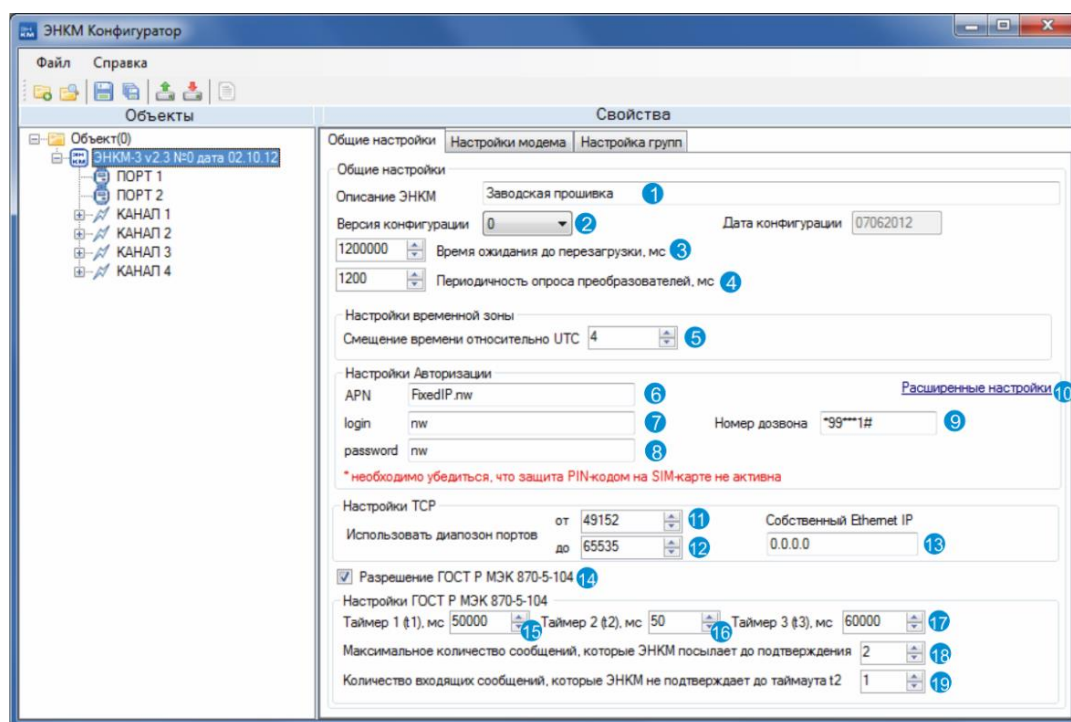 ЭНКМ Конфигуратор
Файл Справка
Объекты
Свойства
Объект(0)
ЭНКМ-3 v2.3 №0 дата 02.10.12
ПОРТ 1
ПОРТ 2
КАНАЛ 1
КАНАЛ 2
КАНАЛ 3
КАНАЛ 4
Общие настройки Настройки модема Настройка групп
Общие настройки
Описание ЭНКМ Заводская прошивка 1
Версия конфигурации 0 2 Дата конфигурации 07062012
1200000 Время ожидания до перезагрузки, мс 3
1200 Периодичность опроса преобразователей, мс 4
Настройки временной зоны
Смещение времени относительно UTC 4 5
Настройки Авторизации
Расширенные настройки 10
APN FixedIP.nw 6
login nw 7 Номер дозвона *99***1# 9
password nw 8
* необходимо убедиться, что защита PIN-кодом на SIM-карте не активна
Настройки TCP
Использовать диапозон портов от 49152 11 Собственный Ethernet IP
до 65535 12 0.0.0.0 13
Разрешение ГОСТ Р МЭК 870-5-104 14
Настройки ГОСТ Р МЭК 870-5-104
Таймер 1 (t1), мс 50000 15 Таймер 2 (t2), мс 50 16 Таймер 3 (t3), мс 60000 17
Максимальное количество сообщений, которые ЭНКМ посылает до подтверждения 2 18
Количество входящих сообщений, которые ЭНКМ не подтверждает до таймаута t2 1 19